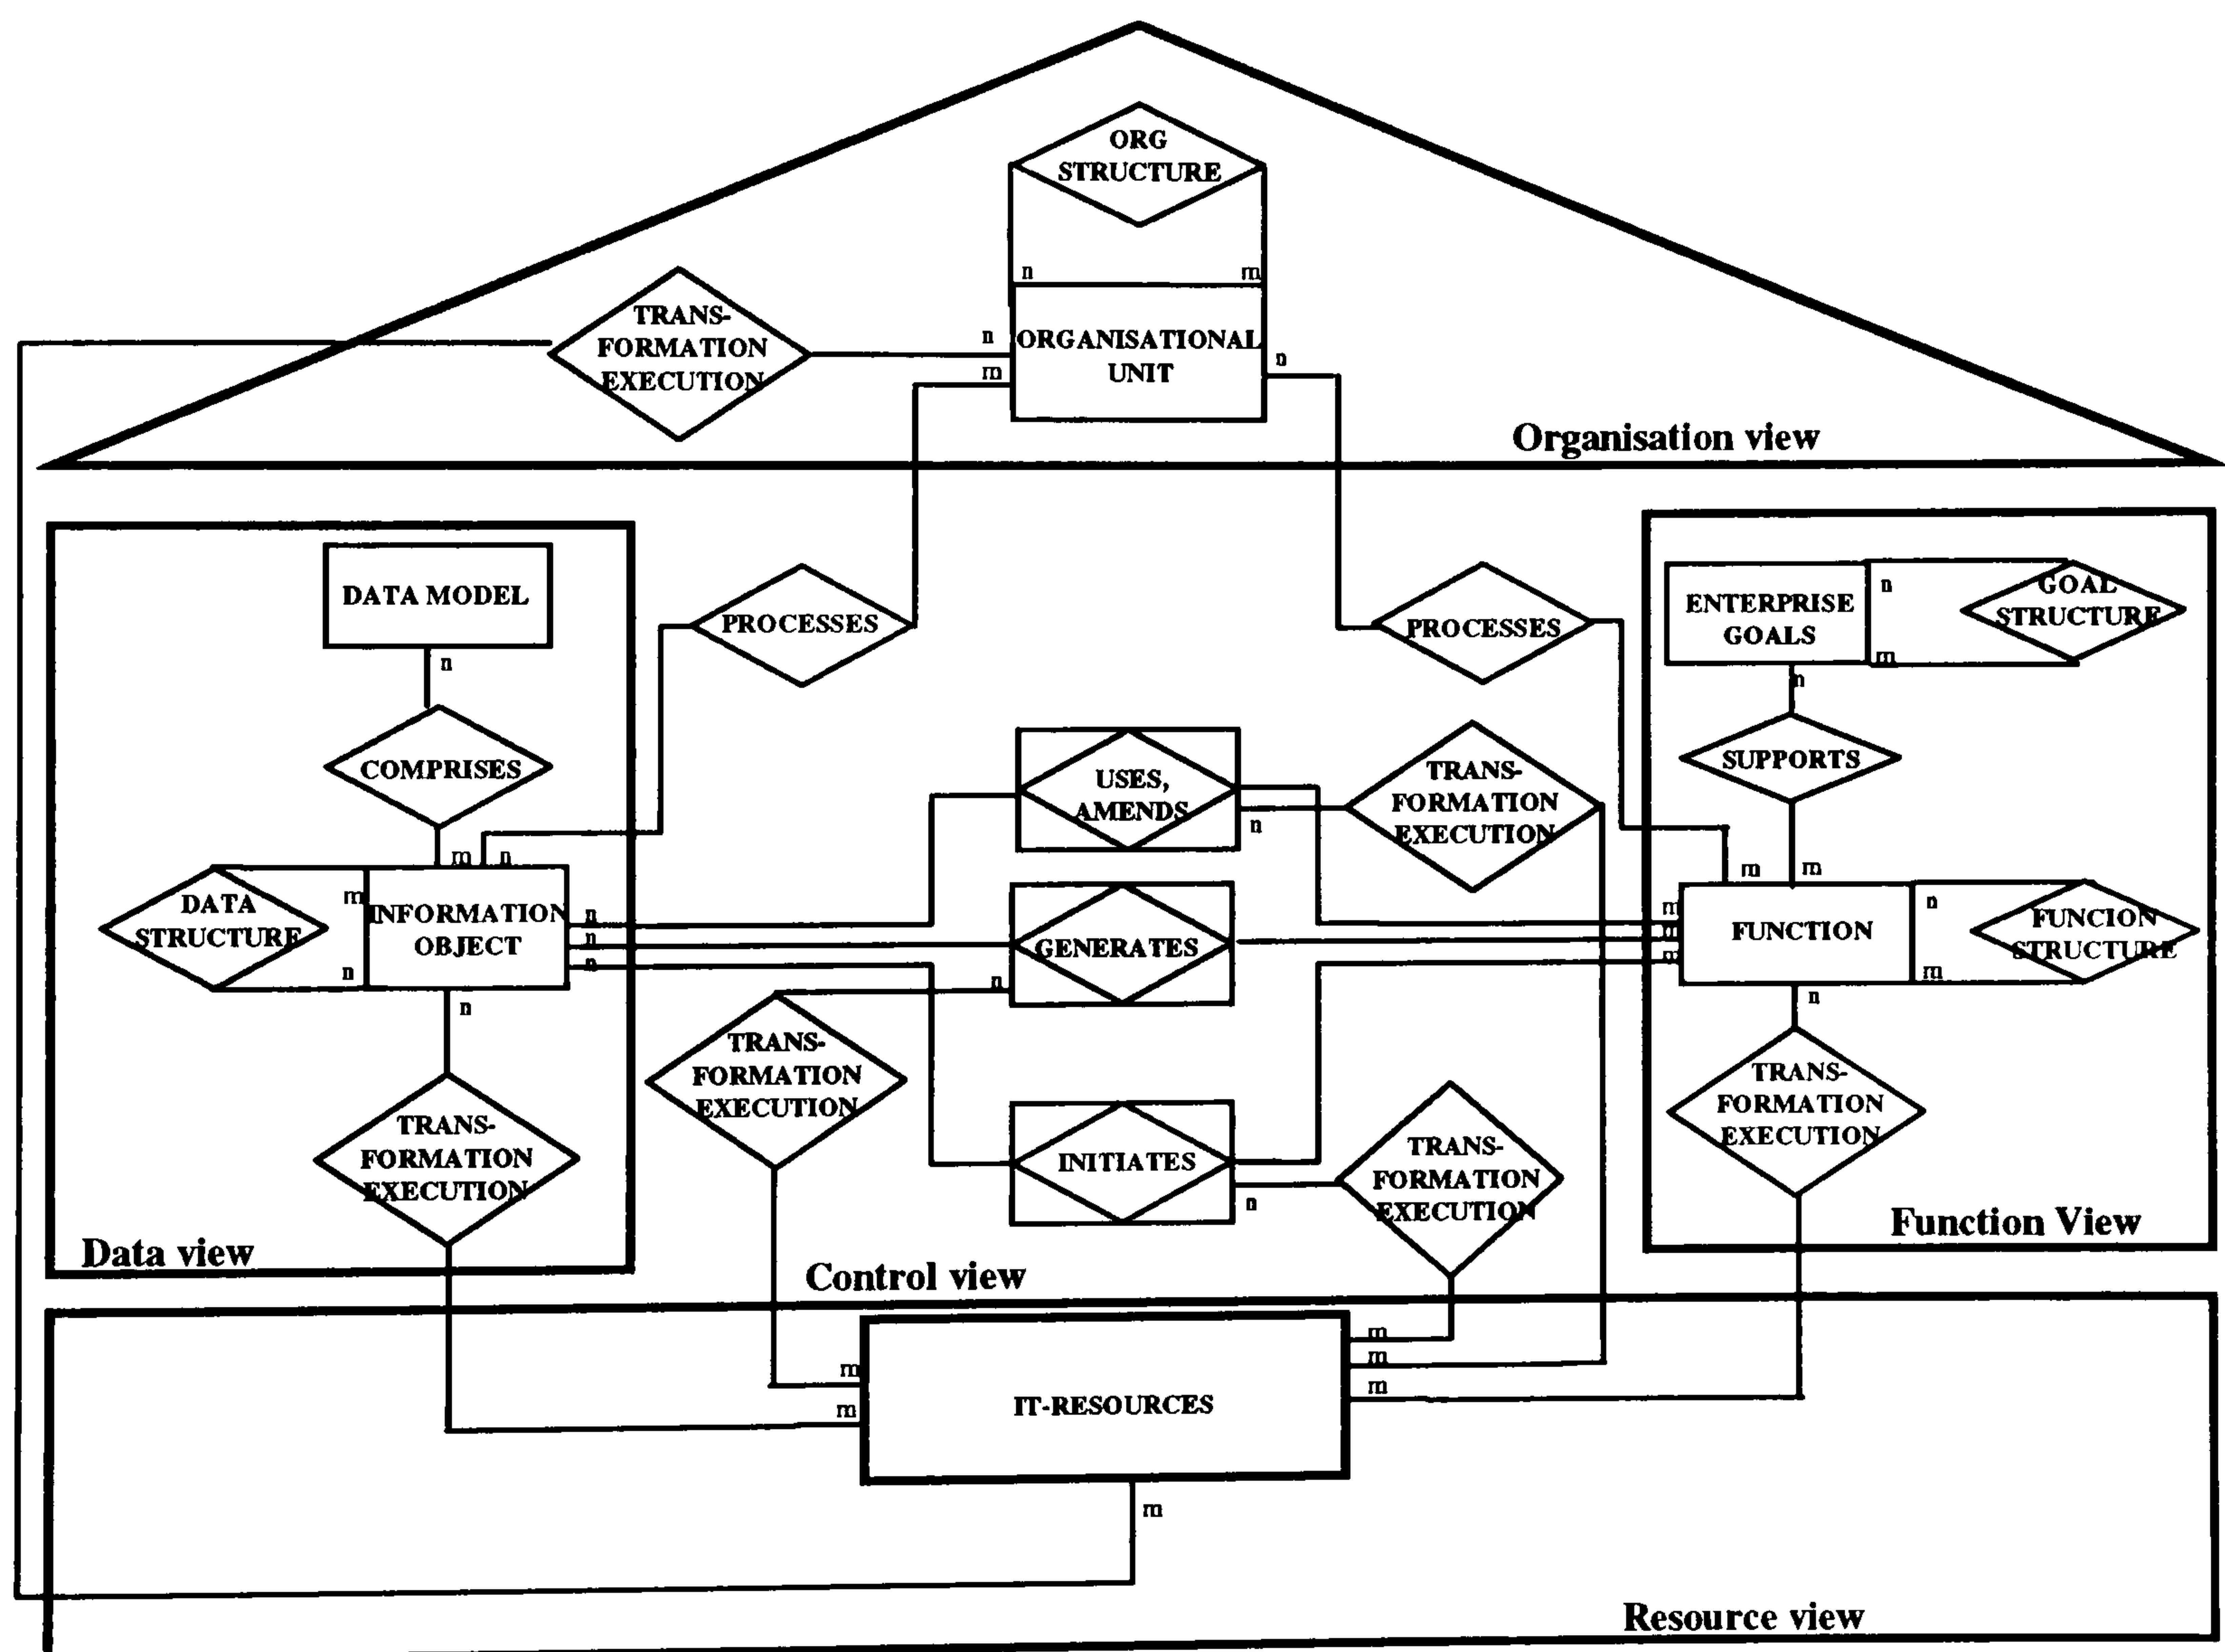 ORG
STRUCTURE
n
m
TRANS-
FORMATION
EXECUTION
n
m
ORGANISATIONAL
UNIT
n
Organisation view
DATA MODEL
n
COMPRISES
m
n
DATA
STRUCTURE
m
n
INFORMATION
OBJECT
n
n
n
n
TRANS-
FORMATION
EXECUTION
Data view
PROCESSES
PROCESSES
USES,
AMENDS
n
TRANS-
FORMATION
EXECUTION
GENERATES
n
TRANS-
FORMATION
EXECUTION
INITIATES
n
TRANS-
FORMATION
EXECUTION
Control view
ENTERPRISE
GOALS
n
m
GOAL
STRUCTURE
n
SUPPORTS
m
m
m
m
FUNCTION
n
m
FUNCION
STRUCTURE
n
TRANS-
FORMATION
EXECUTION
Function View
m
m
IT-RESOURCES
m
m
m
m
Resource view